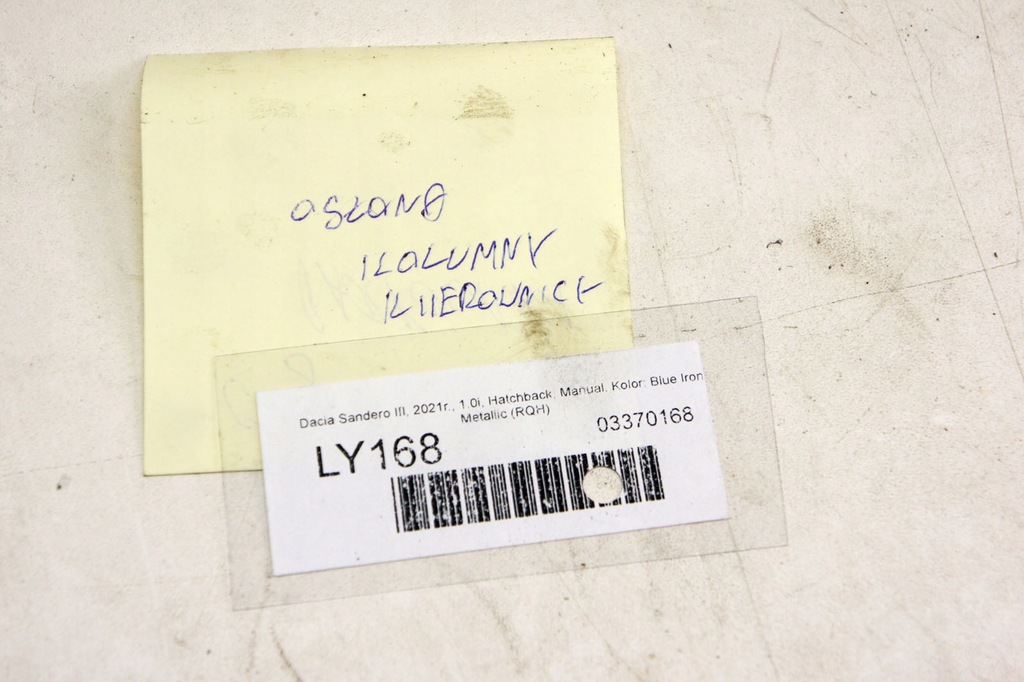 OSŁONA
KOLUMNY
KIEROWNICY
Dacia Sandero III, 2021r., 1.0i, Hatchback, Manual. Kolor: Blue Iron
Metallic (RQH)
03370168
LY168